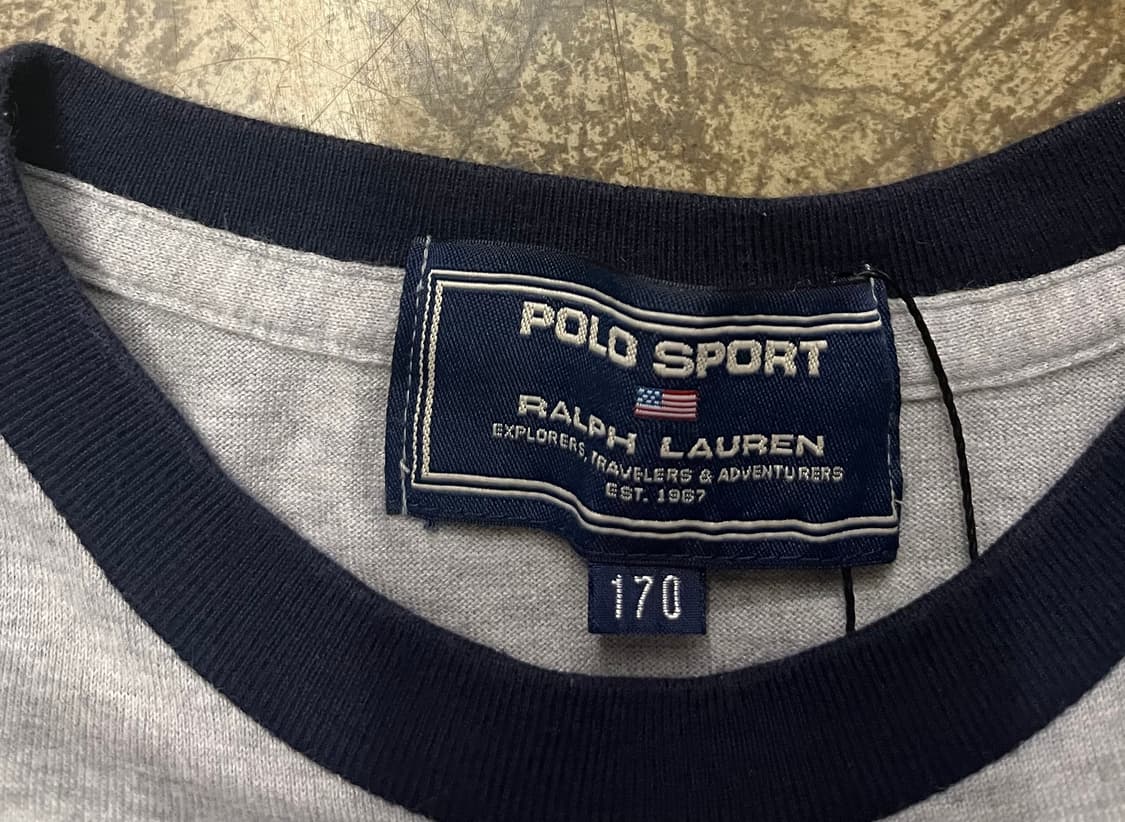 POLO SPORT
RALPH LAUREN
EXPLORERS, TRAVELERS & ADVENTURERS
EST. 1967
170